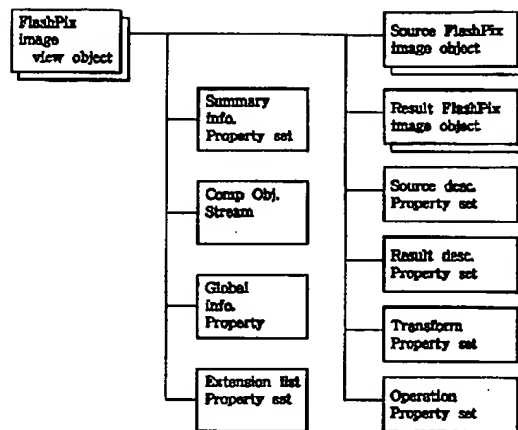 FlashPix
image
view object
Source FlashPix
image object
Summary
info.
Property set
Result FlashPix
image object
Comp Obj.
Stream
Source desc.
Property set
Result desc.
Property set
Global
info.
Property
Transform
Property set
Extension list
Property set
Operation
Property set